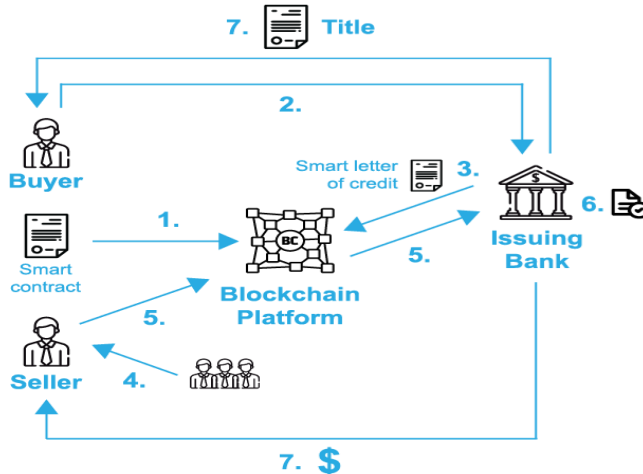 7. Title
2.
Buyer
Smart letter
of credit
3.
$
6.
1.
BC
5.
Issuing
Bank
Smart
contract
Blockchain
Platform
5.
Seller
4.
7. $